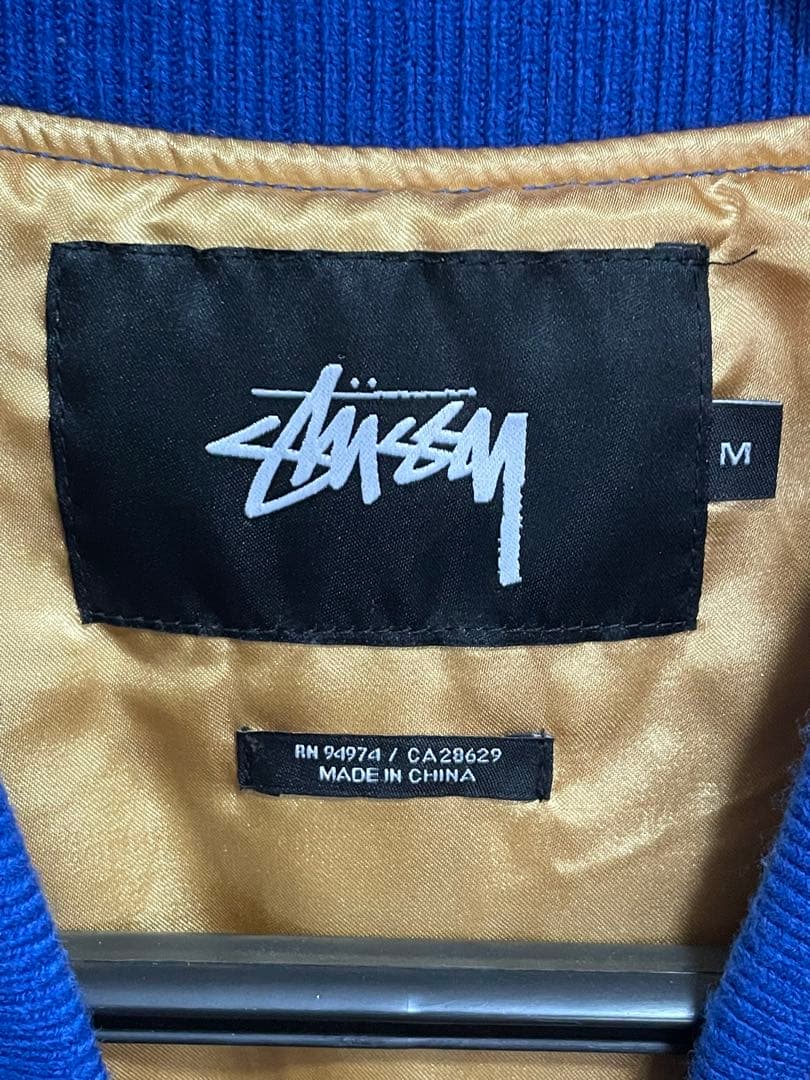 STÜSSY
M
RN 94974 / CA28629
MADE IN CHINA